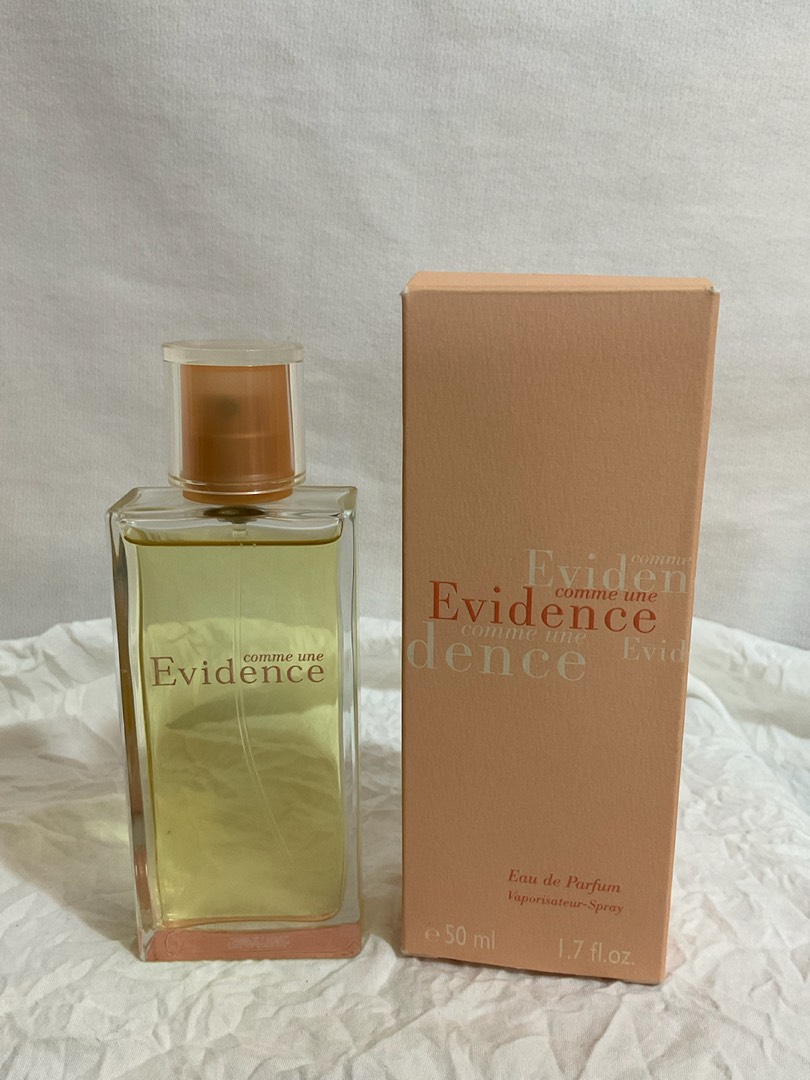 comme une
Evidence
comme
Eviden
comme une
Evidence
comme une
dence
Evid
Eau de Parfum
Vaporisateur-Spray
e 50 ml 1.7 fl.oz.